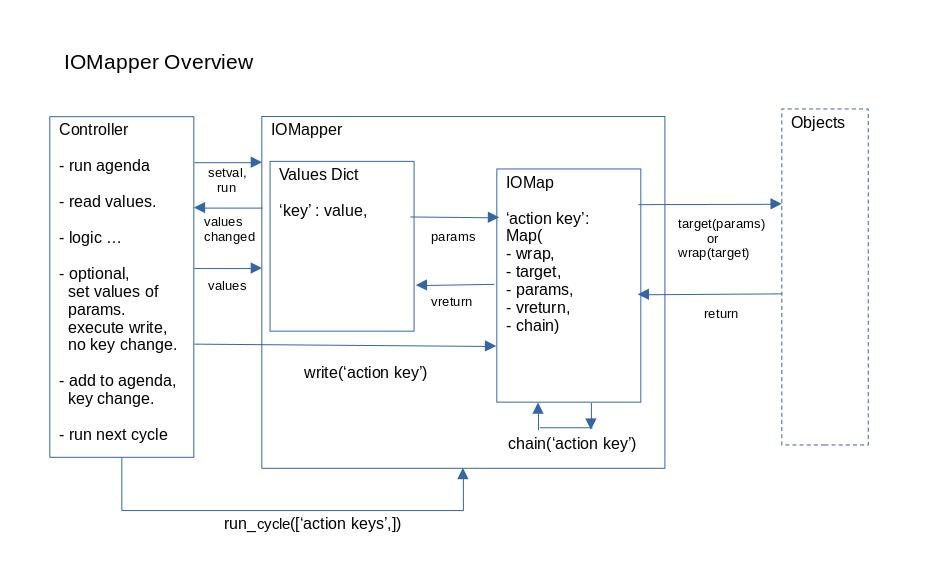 IOMapper Overview
Controller
- run agenda
- read values.
- logic ...
- optional,
set values of
params.
execute write,
no key change.
- add to agenda,
key change.
- run next cycle
setval,
run
values
changed
values
IOMapper
Values Dict
‘key’ : value,
params
vreturn
write(‘action key’)
IOMap
‘action key’:
Map(
- wrap,
- target,
- params,
- vreturn,
- chain)
chain(‘action key’)
target(params)
or
wrap(target)
return
Objects
run_cycle([‘action keys’,])